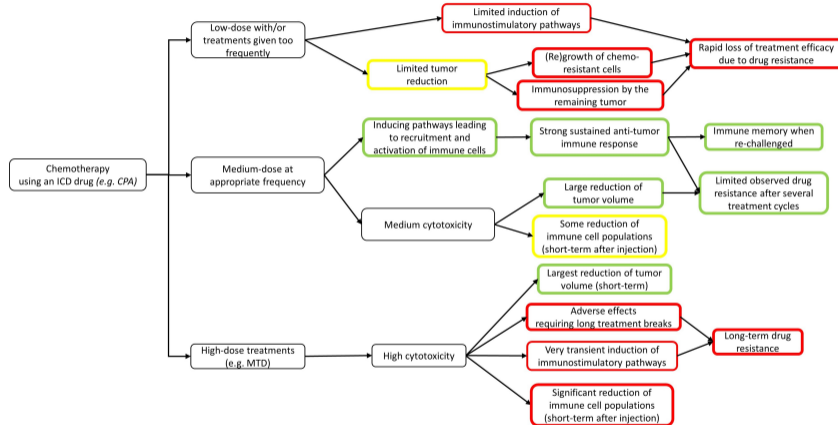 Low-dose with/or
treatments given too
frequently
Limited induction of
immunostimulatory pathways
Limited tumor
reduction
(Re)growth of chemo-
resistant cells
Immunosuppression by the
remaining tumor
Rapid loss of treatment efficacy
due to drug resistance
Chemotherapy
using an ICD drug (e.g. CPA)
Medium-dose at
appropriate frequency
Inducing pathways leading
to recruitment and
activation of immune cells
Strong sustained anti-tumor
immune response
Immune memory when
re-challenged
Medium cytotoxicity
Large reduction of
tumor volume
Limited observed drug
resistance after several
treatment cycles
Some reduction of
immune cell populations
(short-term after injection)
High-dose treatments
(e.g. MTD)
High cytotoxicity
Largest reduction of tumor
volume (short-term)
Adverse effects
requiring long treatment breaks
Very transient induction of
immunostimulatory pathways
Long-term drug
resistance
Significant reduction of
immune cell populations
(short-term after injection)